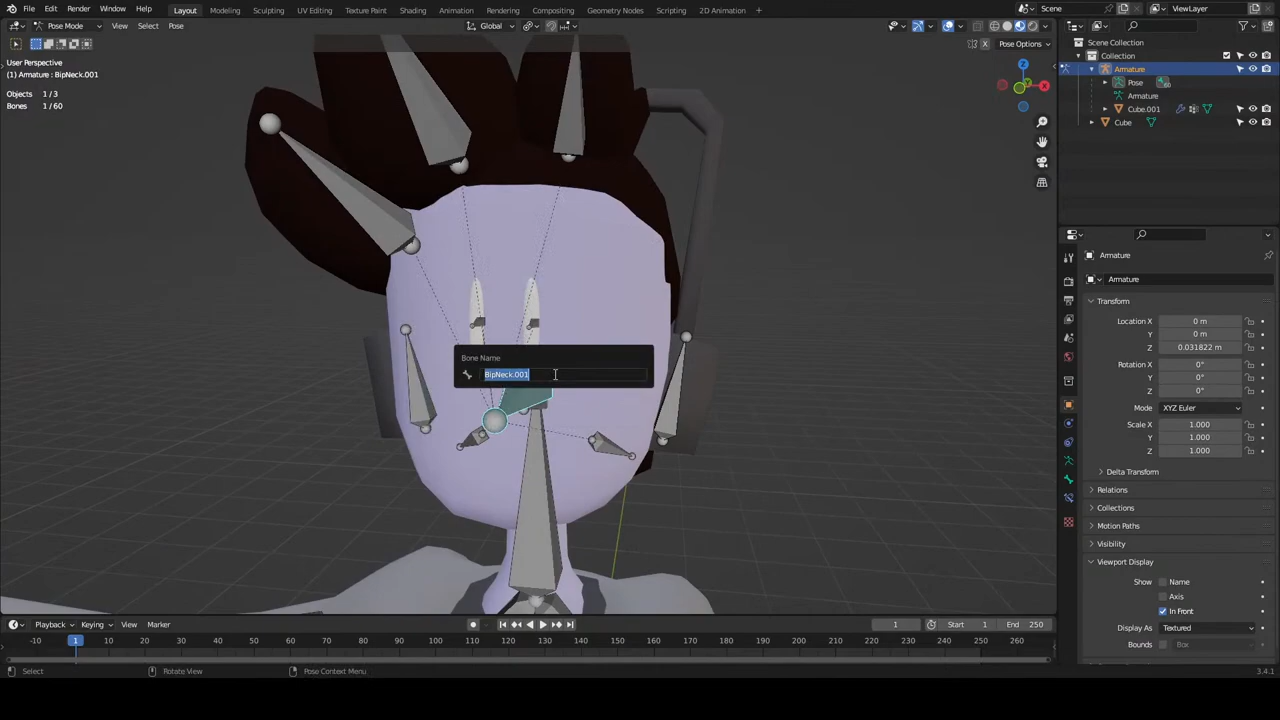 File Edit Render Window Help
Layout Modeling Sculpting UV Editing Texture Paint Shading Animation Rendering Compositing Geometry Nodes Scripting 2D Animation +
Scene
ViewLayer
Pose Mode View Select Pose
Global
X Pose Options
User Perspective
(1) Armature : BipNeck.001
Objects 1/3
Bones 1/60
Z
X
Y
Scene Collection
Collection
Armature
Pose
60
Armature
Cube.001
Cube
Bone Name
BipNeck.001
Armature
Armature
Transform
Location X 0 m
Y 0 m
Z 0.031822 m
Rotation X 0°
Y 0°
Z 0°
Mode XYZ Euler
Scale X 1.000
Y 1.000
Z 1.000
Delta Transform
Relations
Collections
Motion Paths
Visibility
Viewport Display
Show Name
Axis
In Front
Display As Textured
Bounds Box
Playback Keying View Marker
1 Start 1 End 250
-10 1 10 20 30 40 50 60 70 80 90 100 110 120 130 140 150 160 170 180 190 200 210 220 230 240 250 260
Select Rotate View Pose Context Menu
3.4.1